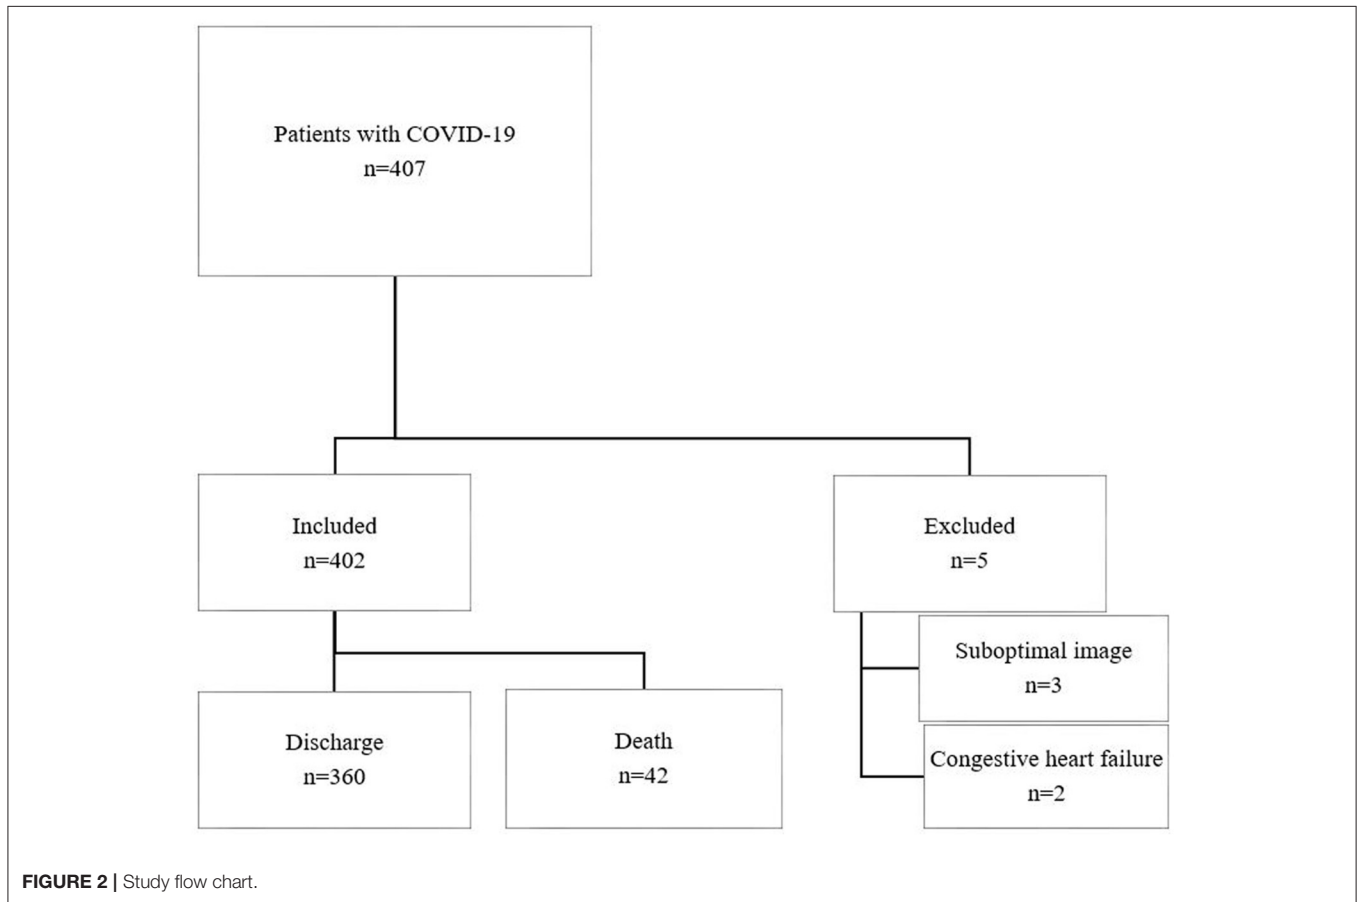 Patients with COVID-19
n=407
Included
n=402
Excluded
n=5
Suboptimal image
n=3
Congestive heart failure
n=2
Discharge
n=360
Death
n=42
FIGURE 2 | Study flow chart.